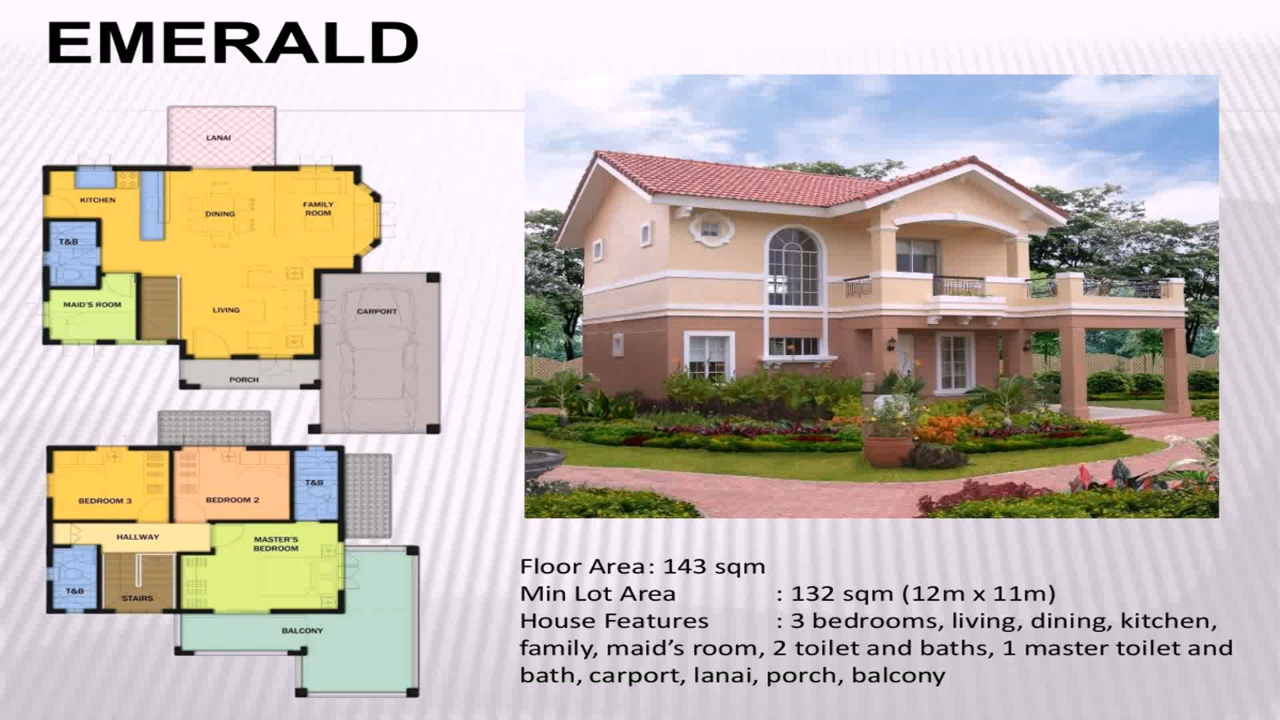 EMERALD
LANAI
KITCHEN
DINING
FAMILY
ROOM
T&B
MAID'S ROOM
LIVING
CARPORT
PORCH
BEDROOM 3
BEDROOM 2
T&B
HALLWAY
MASTER'S
BEDROOM
T&B
STAIRS
BALCONY
Floor Area: 143 sqm
Min Lot Area : 132 sqm (12m x 11m)
House Features : 3 bedrooms, living, dining, kitchen,
family, maid's room, 2 toilet and baths, 1 master toilet and
bath, carport, lanai, porch, balcony